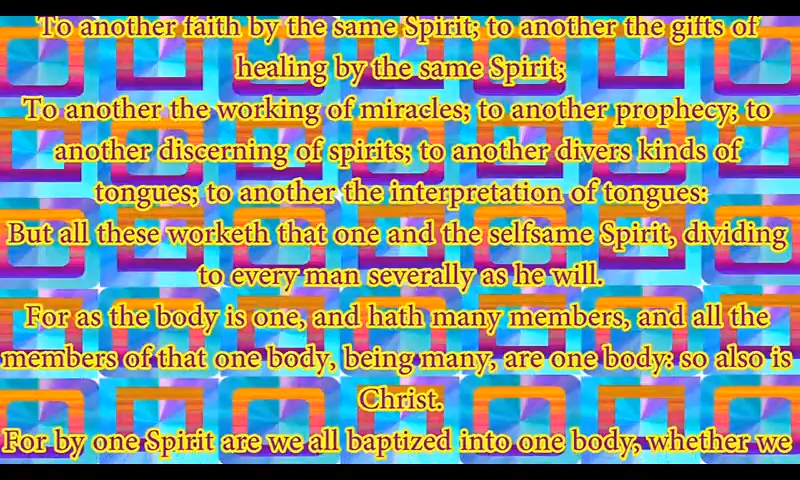 To another faith by the same Spirit; to another the gifts of
healing by the same Spirit;
To another the working of miracles; to another prophecy; to
another discerning of spirits; to another divers kinds of
tongues; to another the interpretation of tongues:
But all these worketh that one and the selfsame Spirit, dividing
to every man severally as he will.
For as the body is one, and hath many members, and all the
members of that one body, being many, are one body: so also is
Christ.
For by one Spirit are we all baptized into one body, whether we